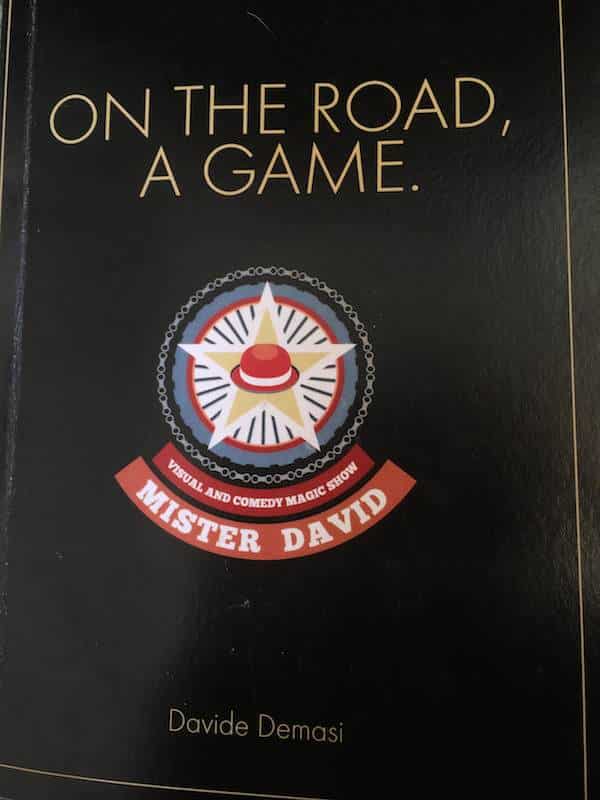 ON THE ROAD,
A GAME.
VISUAL AND COMEDY MAGIC SHOW
MISTER DAVID
Davide Demasi